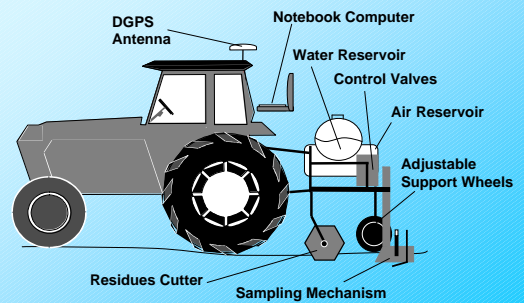 DGPS
Antenna
Notebook Computer
Water Reservoir
Control Valves
Air Reservoir
Adjustable
Support Wheels
Residues Cutter
Sampling Mechanism